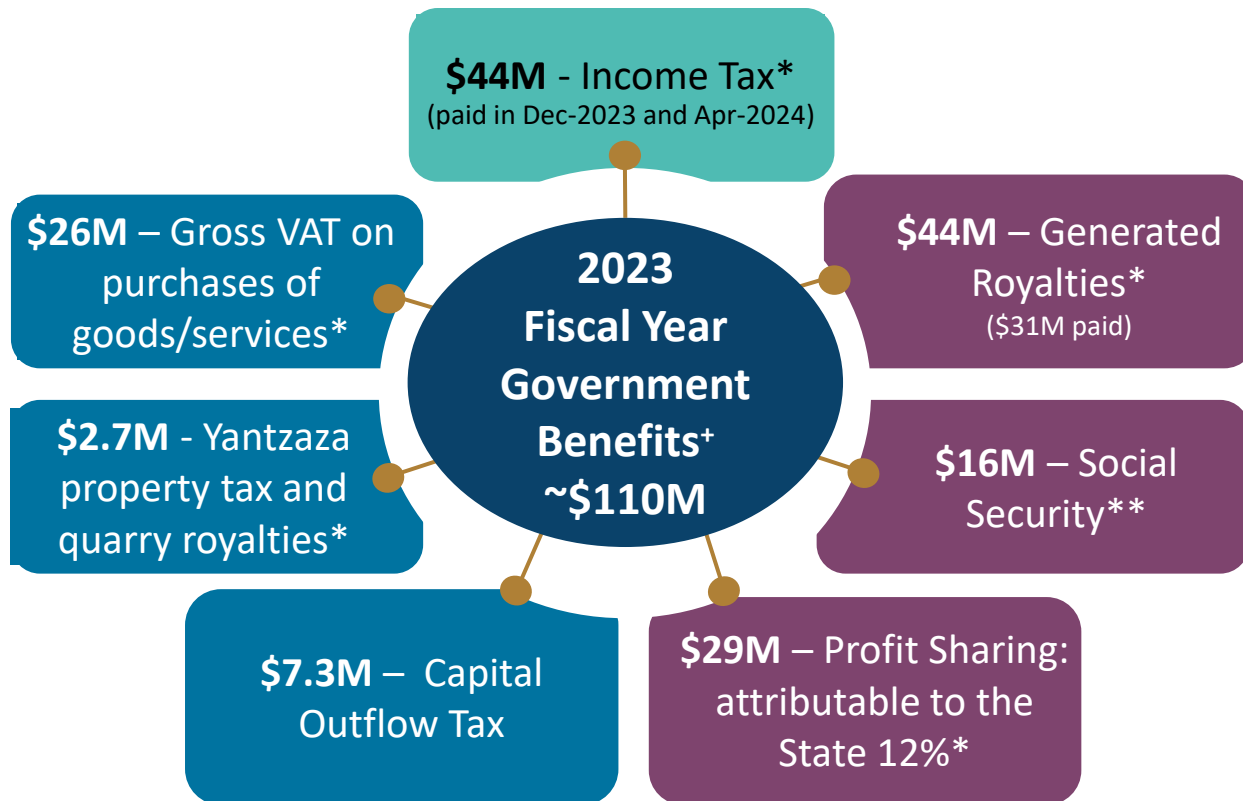 $44M - Income Tax*
(paid in Dec-2023 and Apr-2024)
$26M – Gross VAT on
purchases of
goods/services*
$44M – Generated
Royalties*
($31M paid)
2023
Fiscal Year
Government
Benefits⁺
~$110M
$2.7M - Yantzaza
property tax and
quarry royalties*
$16M – Social
Security**
$7.3M – Capital
Outflow Tax
$29M – Profit Sharing:
attributable to the
State 12%*